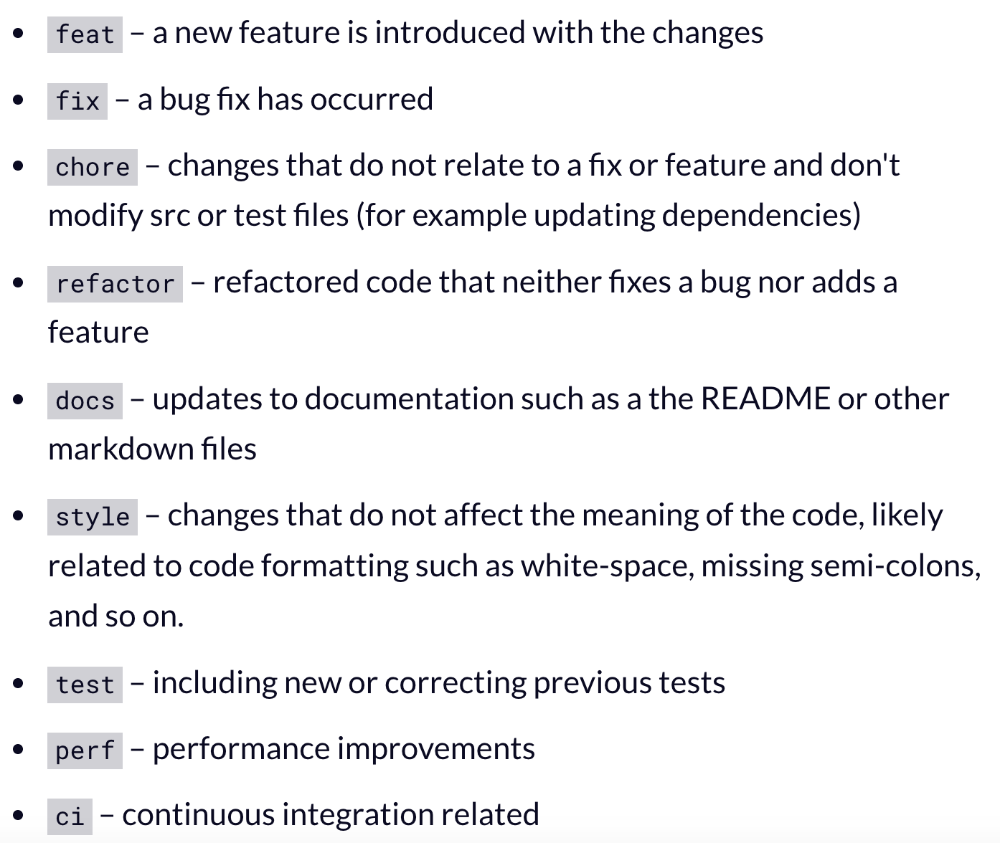 • feat – a new feature is introduced with the changes
• fix – a bug fix has occurred
• chore – changes that do not relate to a fix or feature and don't
modify src or test files (for example updating dependencies)
• refactor – refactored code that neither fixes a bug nor adds a
feature
• docs – updates to documentation such as a the README or other
markdown files
• style – changes that do not affect the meaning of the code, likely
related to code formatting such as white-space, missing semi-colons,
and so on.
• test – including new or correcting previous tests
• perf – performance improvements
• ci – continuous integration related